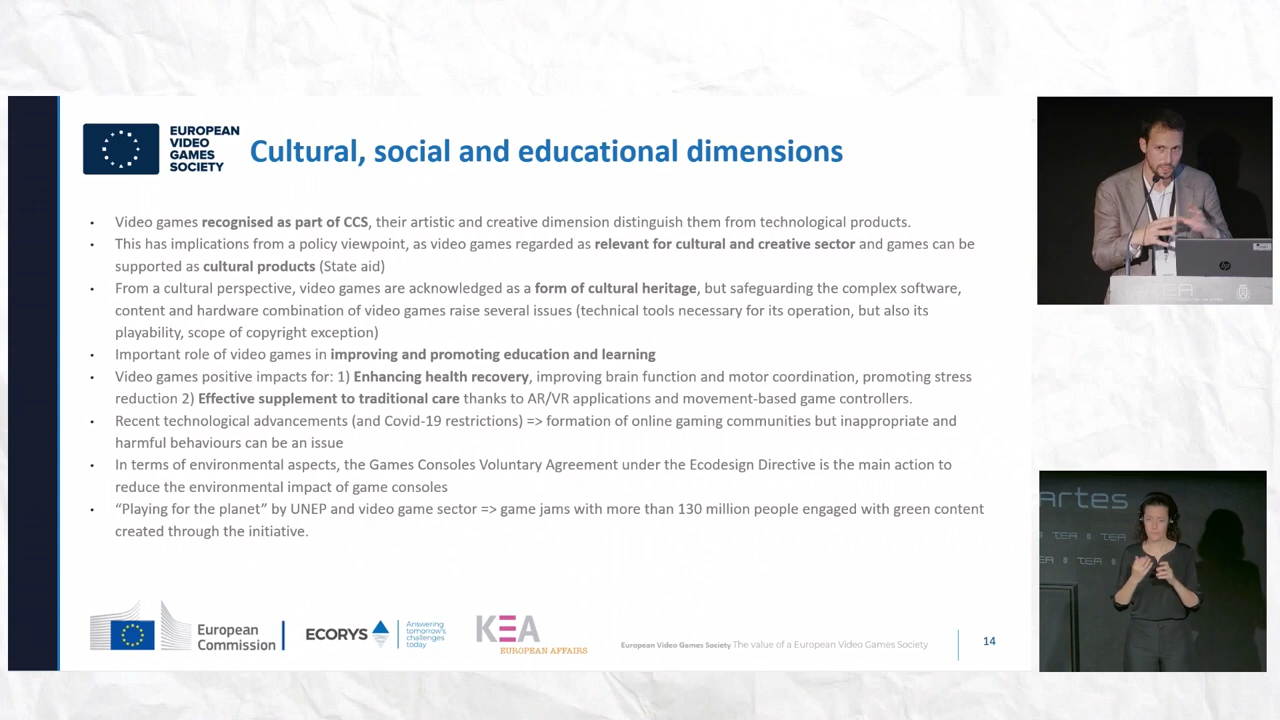 EUROPEAN
VIDEO
GAMES
SOCIETY
Cultural, social and educational dimensions
• Video games recognised as part of CCS, their artistic and creative dimension distinguish them from technological products.
• This has implications from a policy viewpoint, as video games regarded as relevant for cultural and creative sector and games can be
supported as cultural products (State aid)
• From a cultural perspective, video games are acknowledged as a form of cultural heritage, but safeguarding the complex software,
content and hardware combination of video games raise several issues (technical tools necessary for its operation, but also its
playability, scope of copyright exception)
• Important role of video games in improving and promoting education and learning
• Video games positive impacts for: 1) Enhancing health recovery, improving brain function and motor coordination, promoting stress
reduction 2) Effective supplement to traditional care thanks to AR/VR applications and movement-based game controllers.
• Recent technological advancements (and Covid-19 restrictions) => formation of online gaming communities but inappropriate and
harmful behaviours can be an issue
• In terms of environmental aspects, the Games Consoles Voluntary Agreement under the Ecodesign Directive is the main action to
reduce the environmental impact of game consoles
• “Playing for the planet” by UNEP and video game sector => game jams with more than 130 million people engaged with green content
created through the initiative.
European
Commission
ECORYS
Answering
tomorrow's
challenges
today
KEA
EUROPEAN AFFAIRS
European Video Games Society The value of a European Video Games Society
14
hp
TEA
artes
TEA TEA
TEA TEA